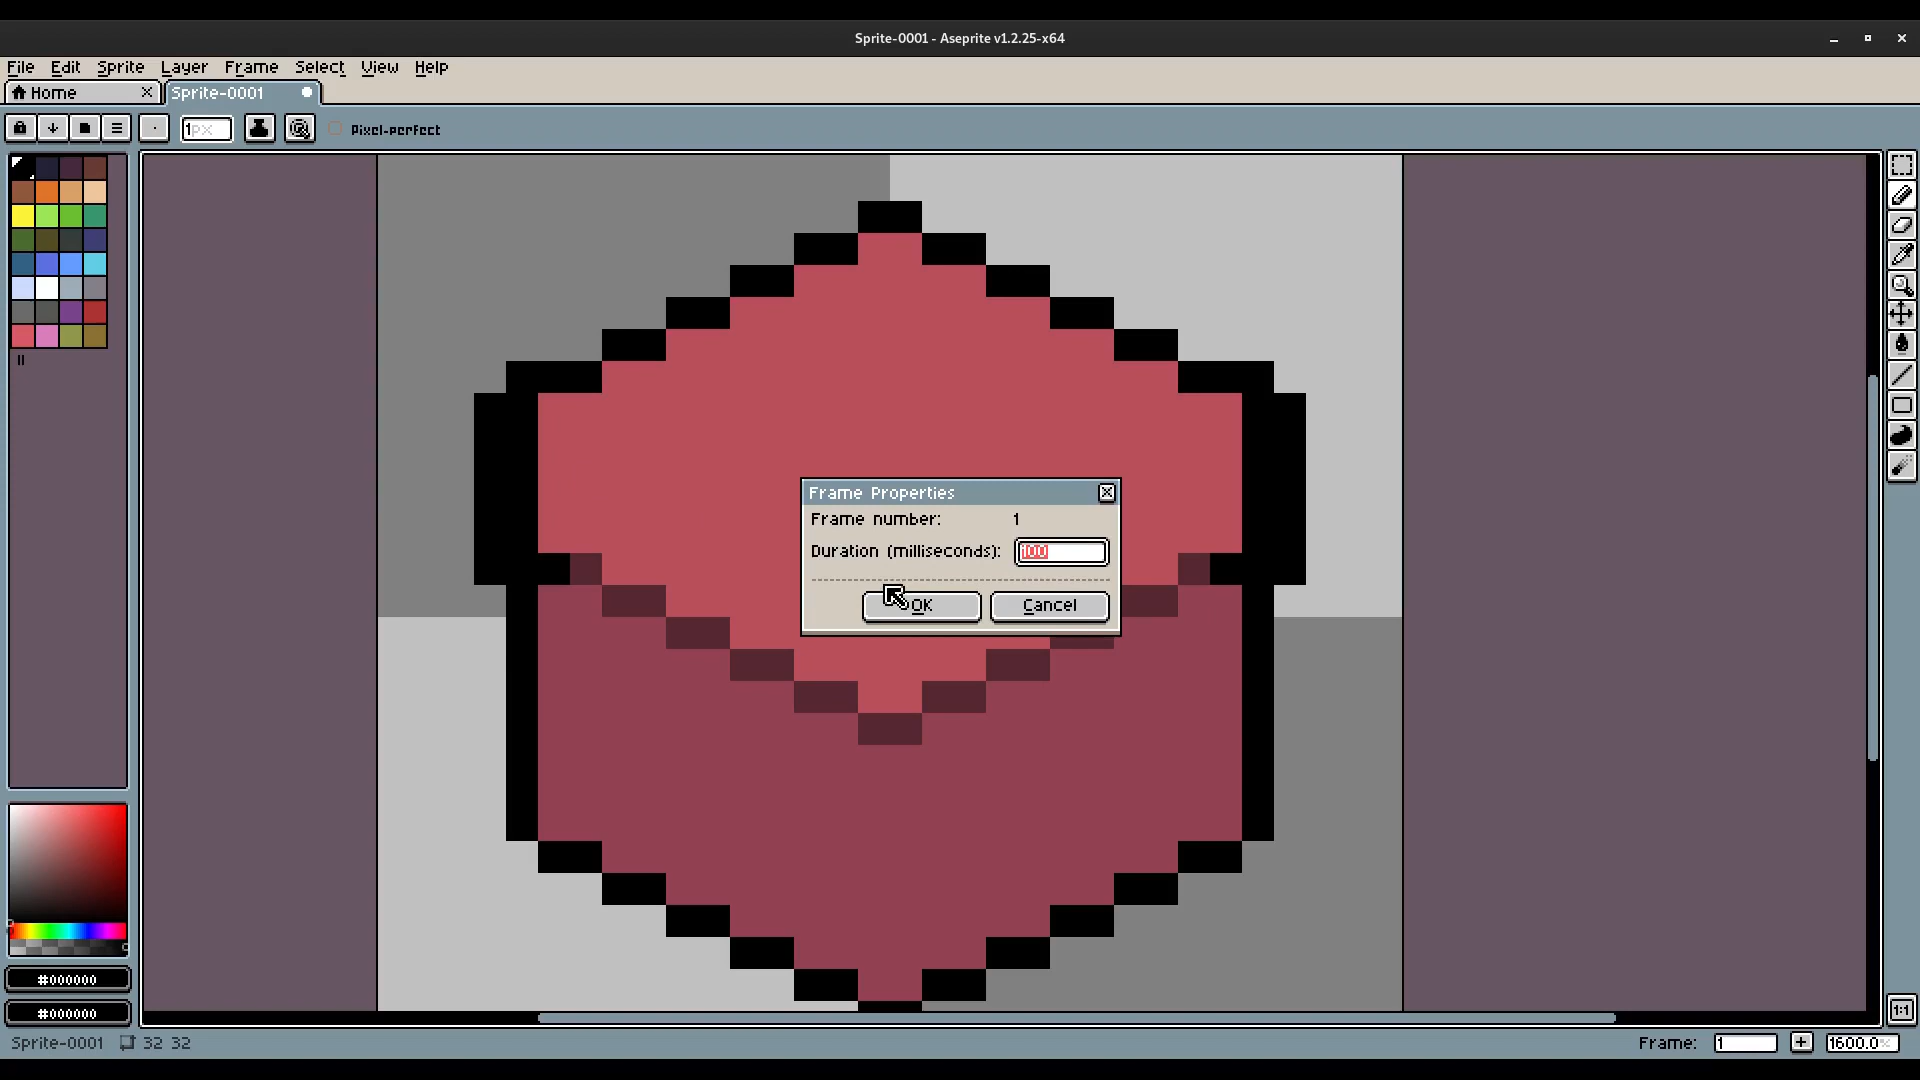 Sprite-0001 - Aseprite v1.2.25-x64
File Edit Sprite Layer Frame Select View Help
Home Sprite-0001
1px Pixel-perfect
Frame Properties
Frame number: 1
Duration (milliseconds): 100
OK Cancel
#000000
#000000
1:1
Sprite-0001 32 32 Frame: 1 + 1600.0%